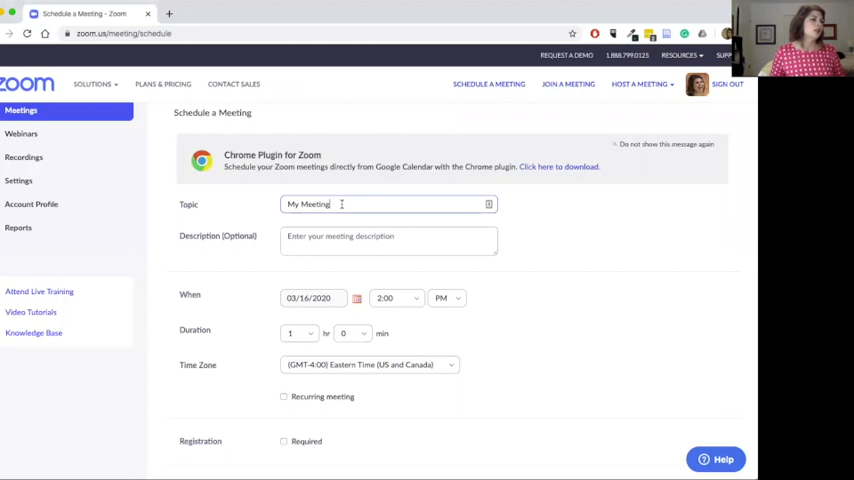 Schedule a Meeting - Zoom
zoom.us/meeting/schedule
REQUEST A DEMO 1.888.799.0125 RESOURCES SUPP
zoom SOLUTIONS PLANS & PRICING CONTACT SALES SCHEDULE A MEETING JOIN A MEETING HOST A MEETING SIGN OUT
Meetings
Webinars
Recordings
Settings
Account Profile
Reports
Attend Live Training
Video Tutorials
Knowledge Base
Schedule a Meeting
Do not show this message again
Chrome Plugin for Zoom
Schedule your Zoom meetings directly from Google Calendar with the Chrome plugin. Click here to download.
Topic My Meeting
Description (Optional) Enter your meeting description
When 03/16/2020 2:00 PM
Duration 1 hr 0 min
Time Zone (GMT-4:00) Eastern Time (US and Canada)
Recurring meeting
Registration Required
Help